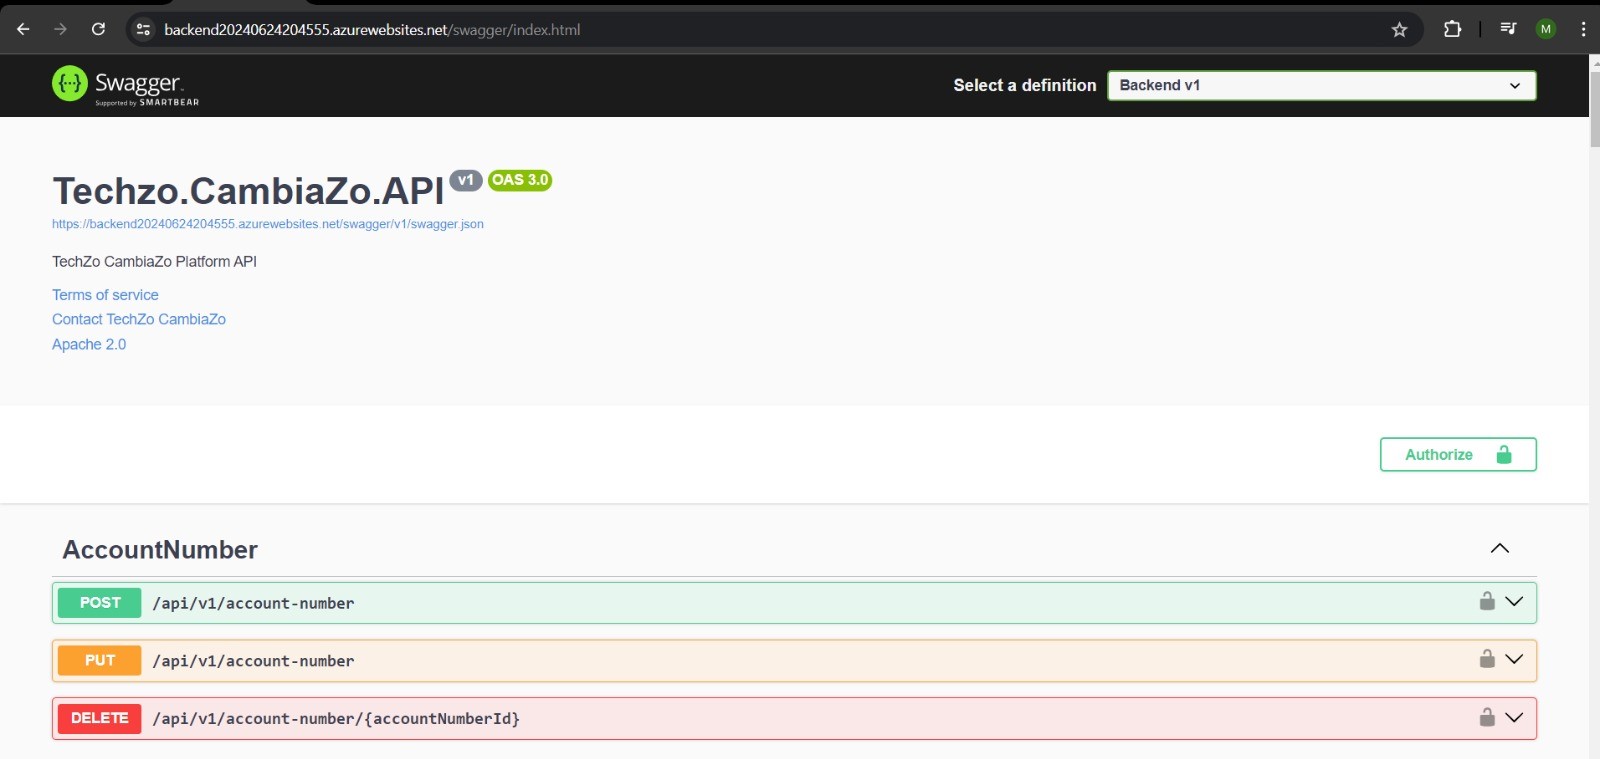 backend20240624204555.azurewebsites.net/swagger/index.html
M
Swagger
Supported by SMARTBEAR
Select a definition
Backend v1
Techzo.CambiaZo.API v1 OAS 3.0
https://backend20240624204555.azurewebsites.net/swagger/v1/swagger.json
TechZo CambiaZo Platform API
Terms of service
Contact TechZo CambiaZo
Apache 2.0
Authorize
AccountNumber
POST /api/v1/account-number
PUT /api/v1/account-number
DELETE /api/v1/account-number/{accountNumberId}